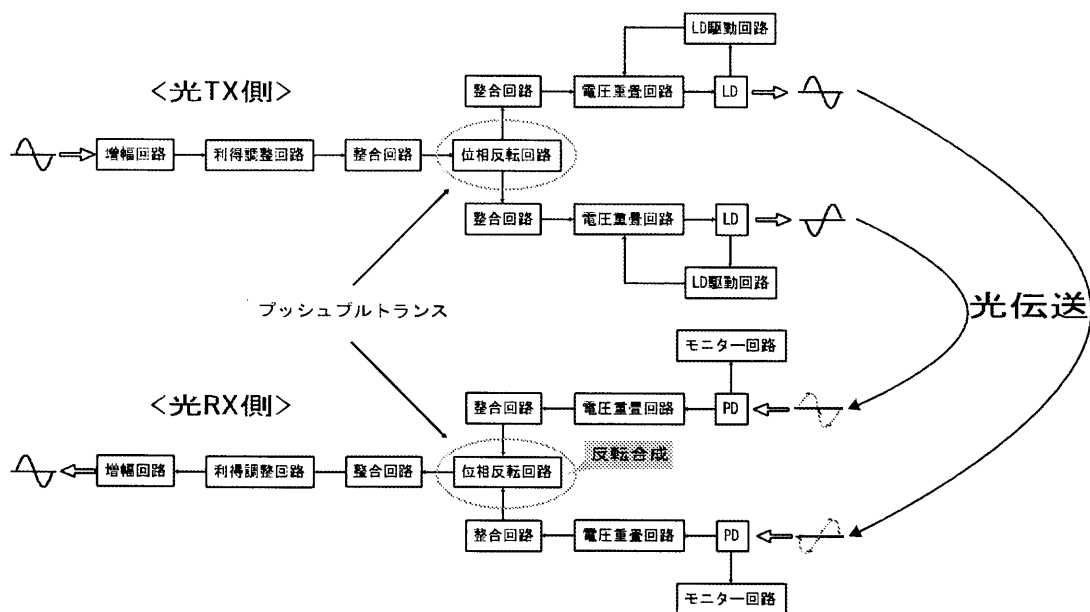 LD駆動回路
<光TX側>
整合回路
電圧重畳回路
LD
増幅回路
利得調整回路
整合回路
位相反転回路
整合回路
電圧重畳回路
LD
LD駆動回路
プッシュプルトランス
光伝送
モニター回路
<光RX側>
整合回路
電圧重畳回路
PD
反転合成
増幅回路
利得調整回路
整合回路
位相反転回路
整合回路
電圧重畳回路
PD
モニター回路